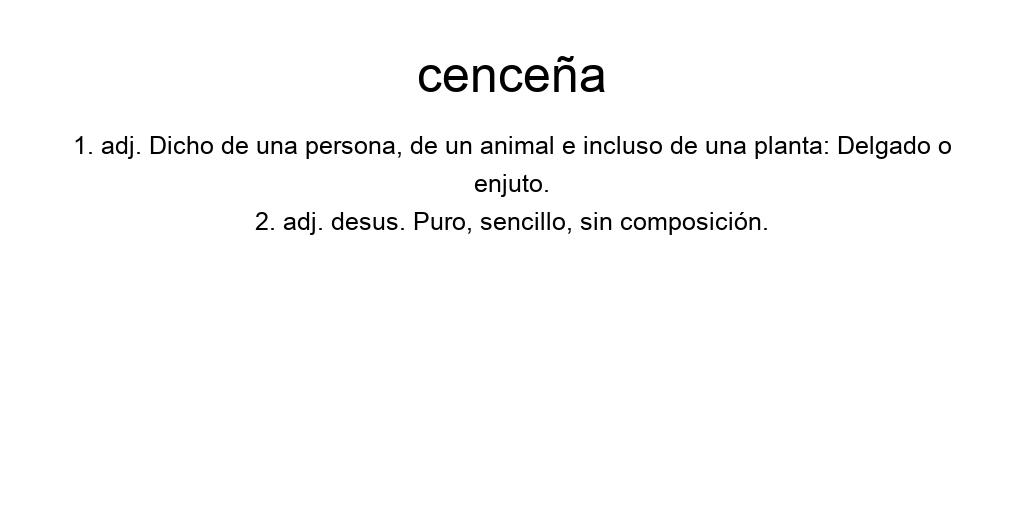 cenceña
1. adj. Dicho de una persona, de un animal e incluso de una planta: Delgado o
enjuto.
2. adj. desus. Puro, sencillo, sin composición.